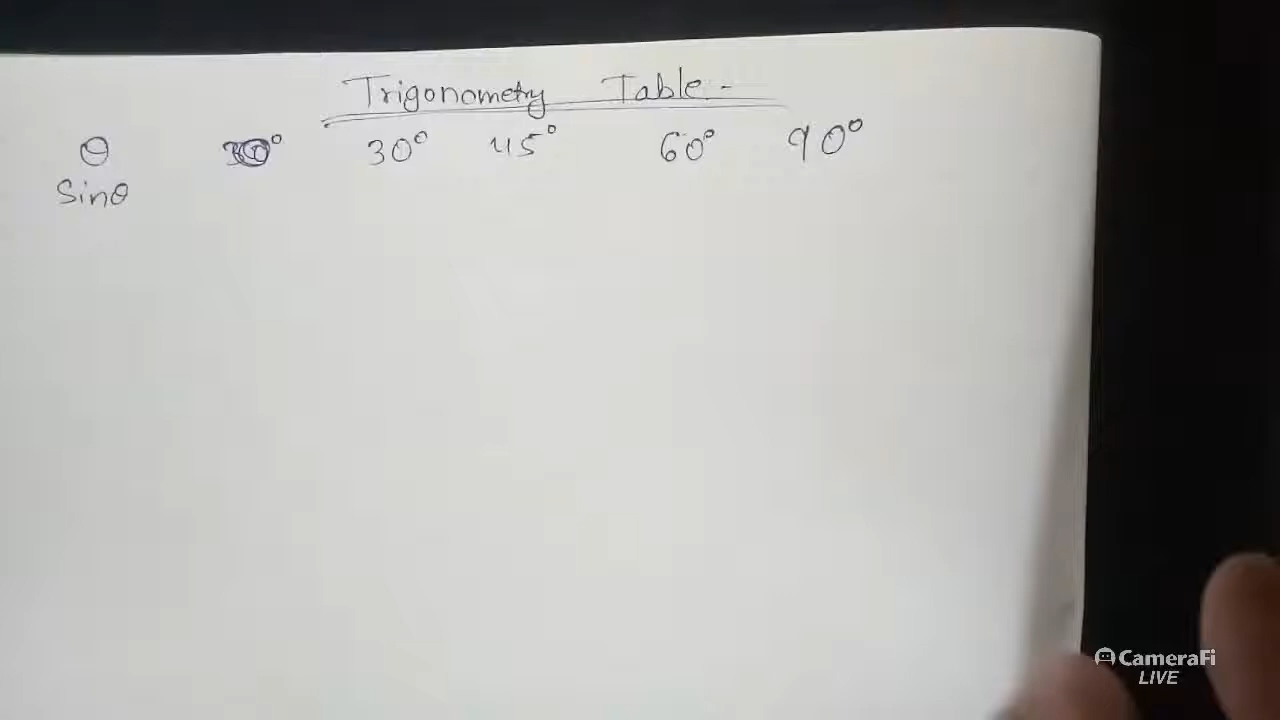 Trigonometry Table -
θ 0° 30° 45° 60° 90°
Sinθ
CameraFi
LIVE